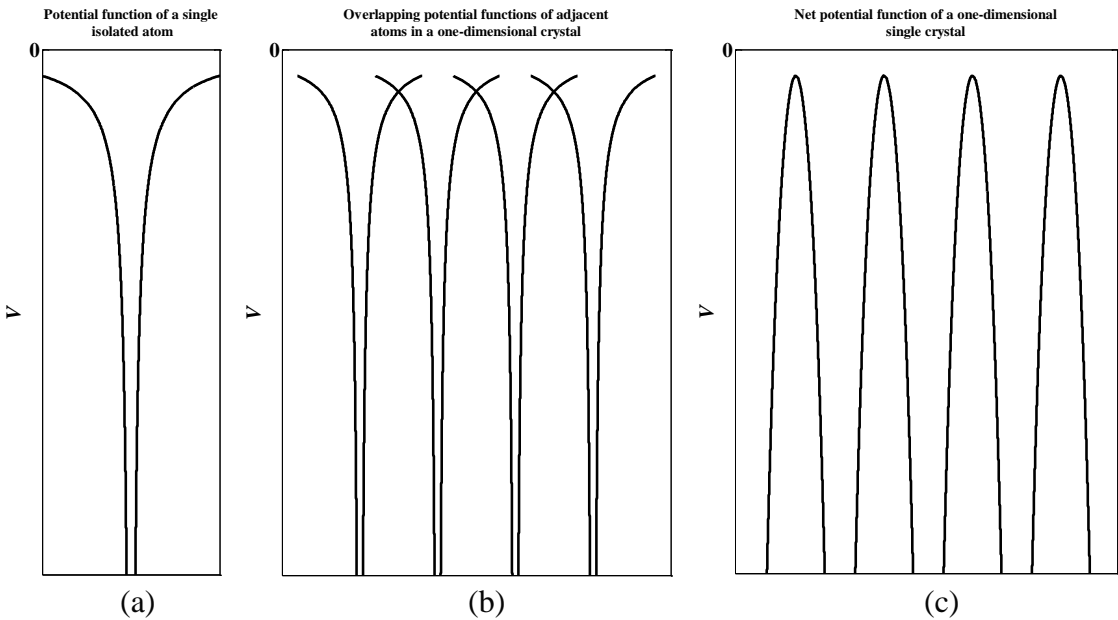 Potential function of a single
isolated atom
0
V
(a)
Overlapping potential functions of adjacent
atoms in a one-dimensional crystal
V
(b)
Net potential function of a one-dimensional
single crystal
0
V
(c)